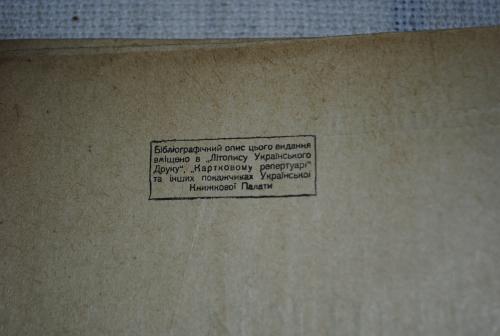 Бібліографічний опис цього видання
вміщено в „Літопису Українського
Друку“, „Картковому репертуарі“
та інших покажчиках Української
Книжкової Палати